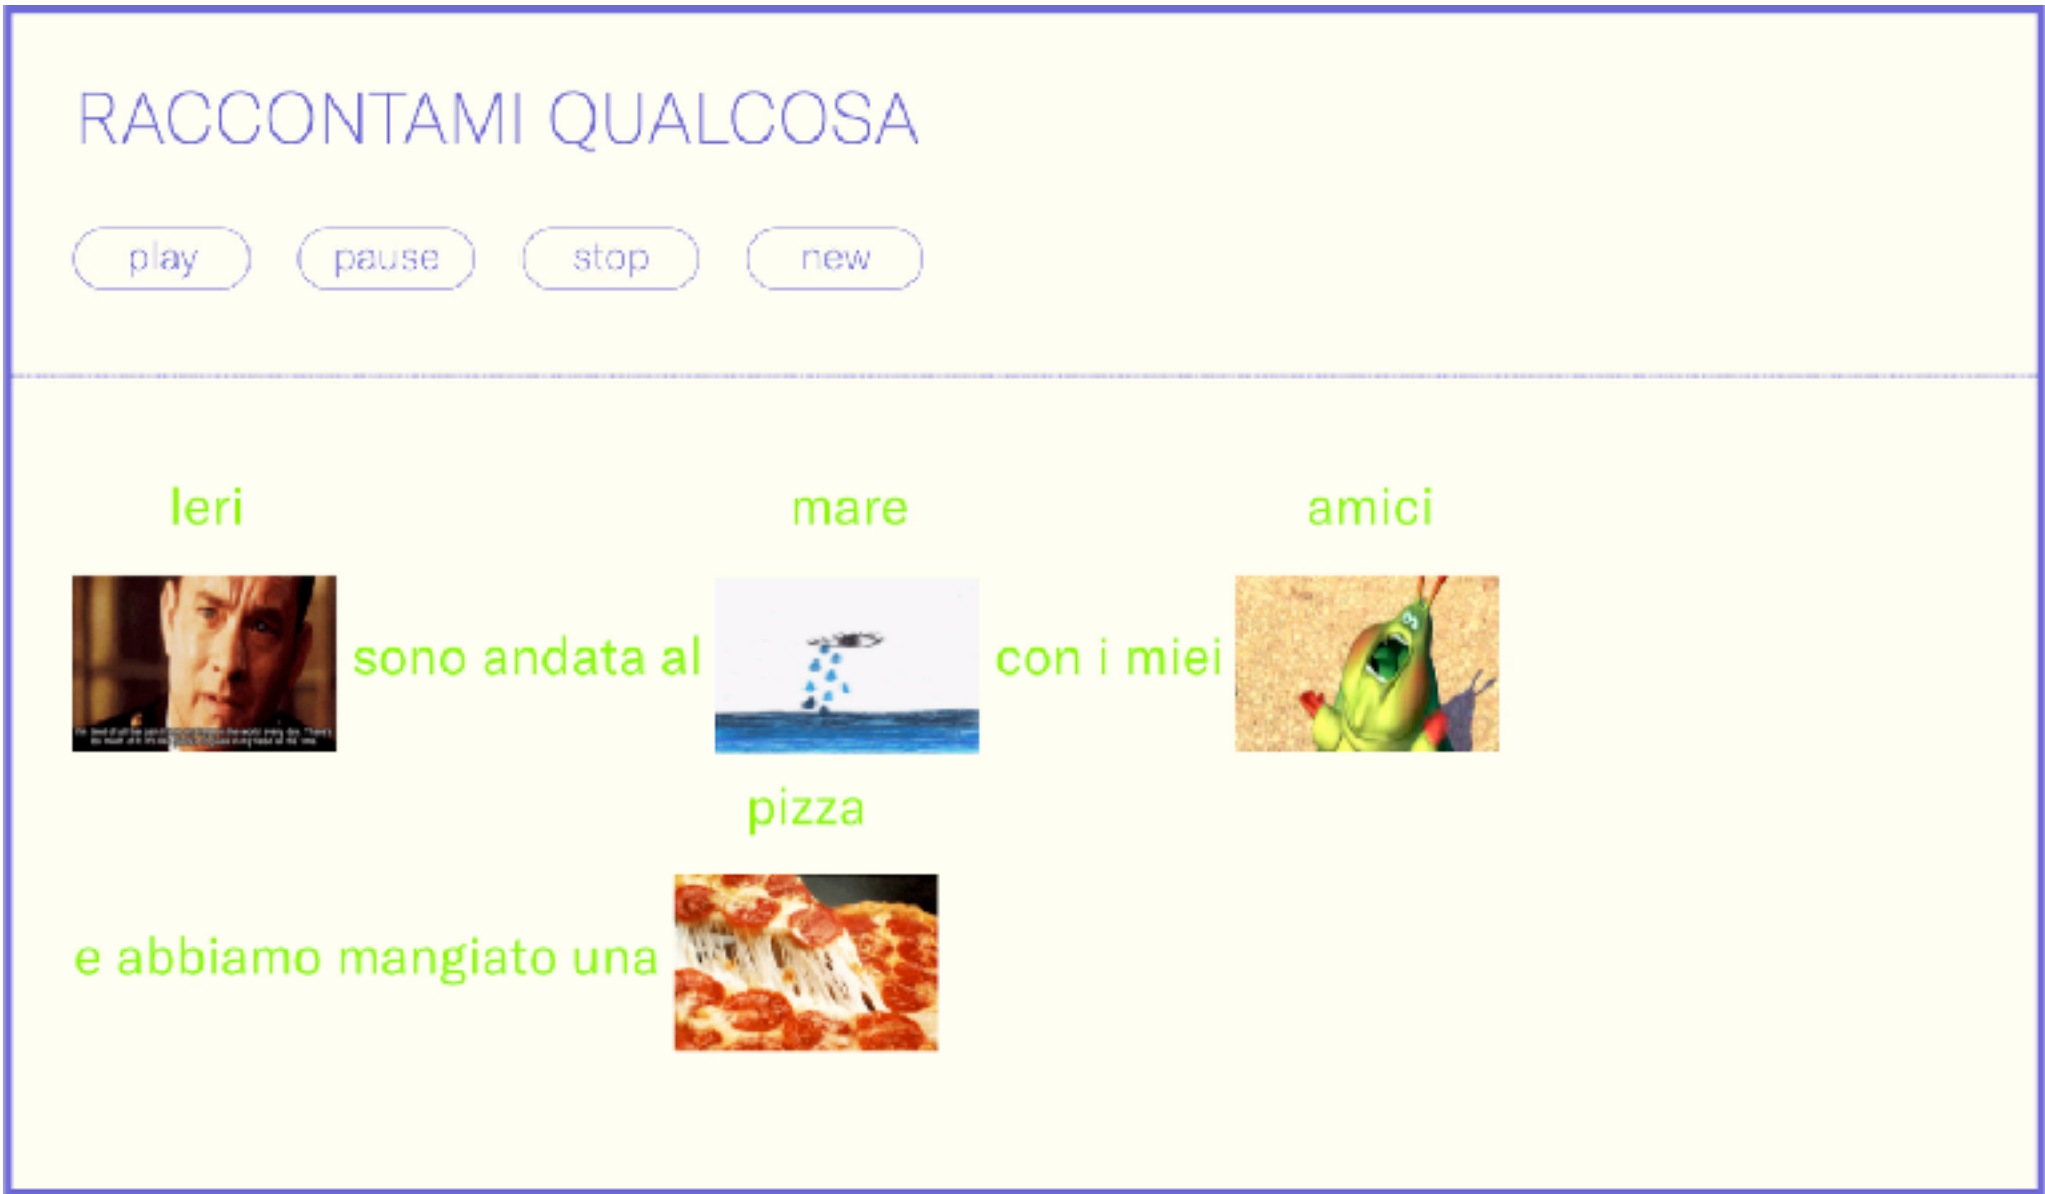 RACCONTAMI QUALCOSA
play pause stop new
Ieri mare amici
sono andata al con i miei
pizza
e abbiamo mangiato una